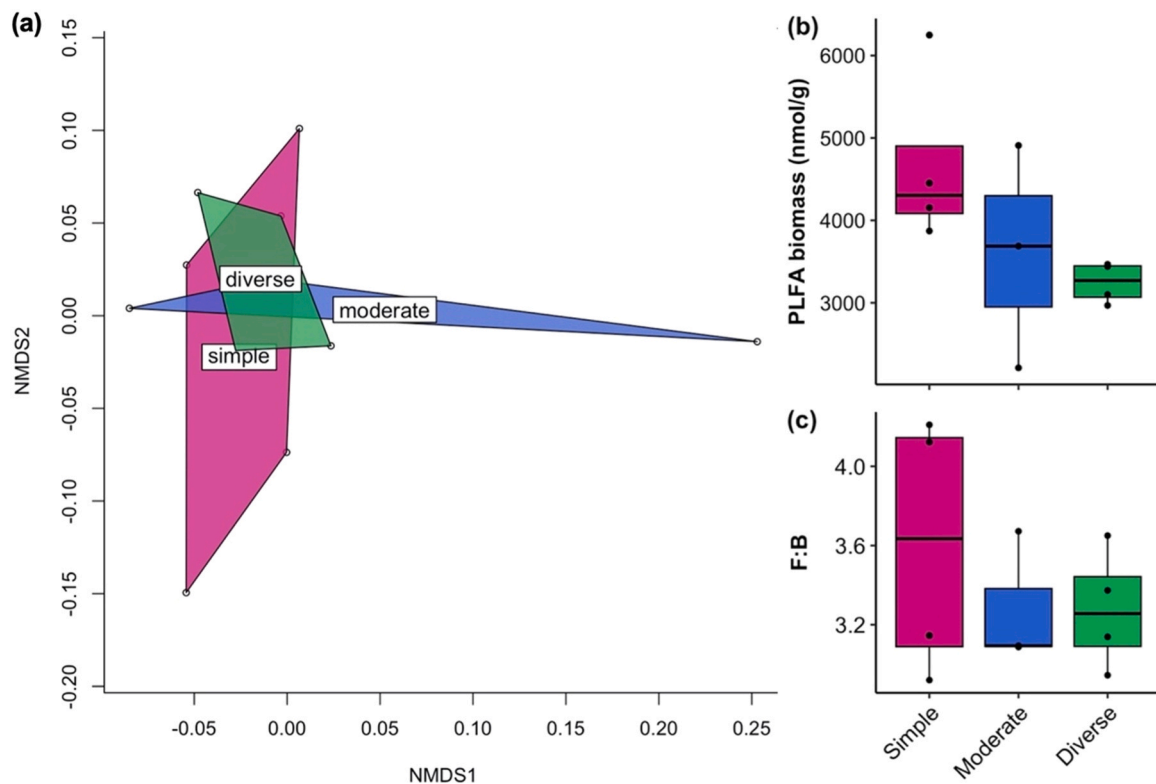 (a)
0.15
0.10
0.05
0.00
-0.05
-0.10
-0.15
-0.20
NMDS2
diverse
moderate
simple
-0.05
0.00
0.00
0.05
0.10
0.15
0.20
0.25
NMDS1
(b)
6000
5000
4000
3000
PLFA biomass (nmol/g)
(c)
4.0
3.6
3.2
F:B
Simple
Moderate
Diverse